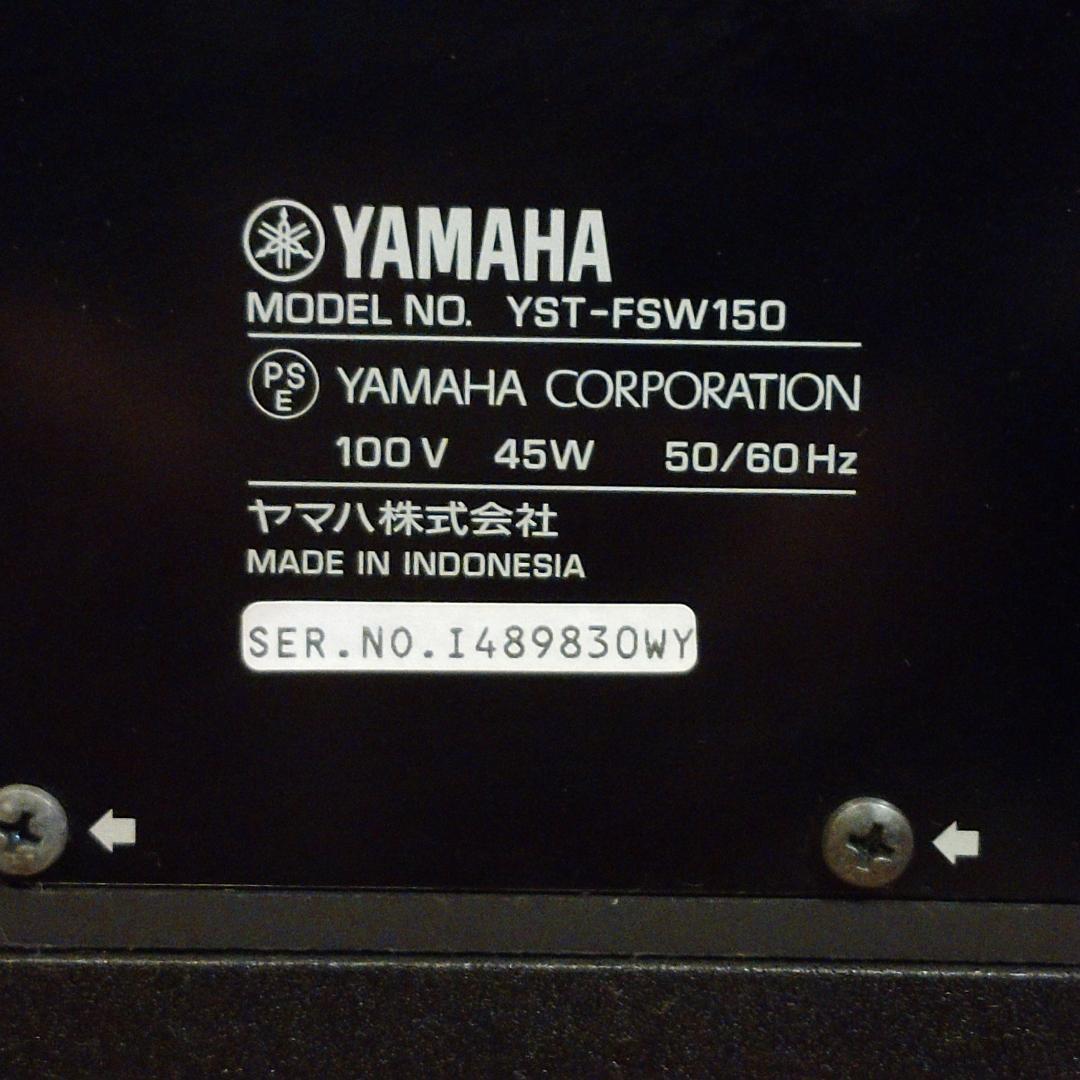 YAMAHA
MODEL NO. YST-FSW150
PSE YAMAHA CORPORATION
100V 45W 50/60Hz
ヤマハ株式会社
MADE IN INDONESIA
SER.NO.I489830WY